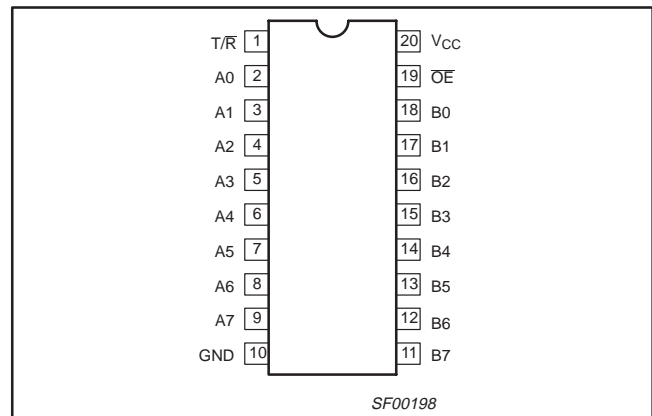 T/R̅ 1 20 VCC
A0 2 19 O̅E̅
A1 3 18 B0
A2 4 17 B1
A3 5 16 B2
A4 6 15 B3
A5 7 14 B4
A6 8 13 B5
A7 9 12 B6
GND 10 11 B7
SF00198